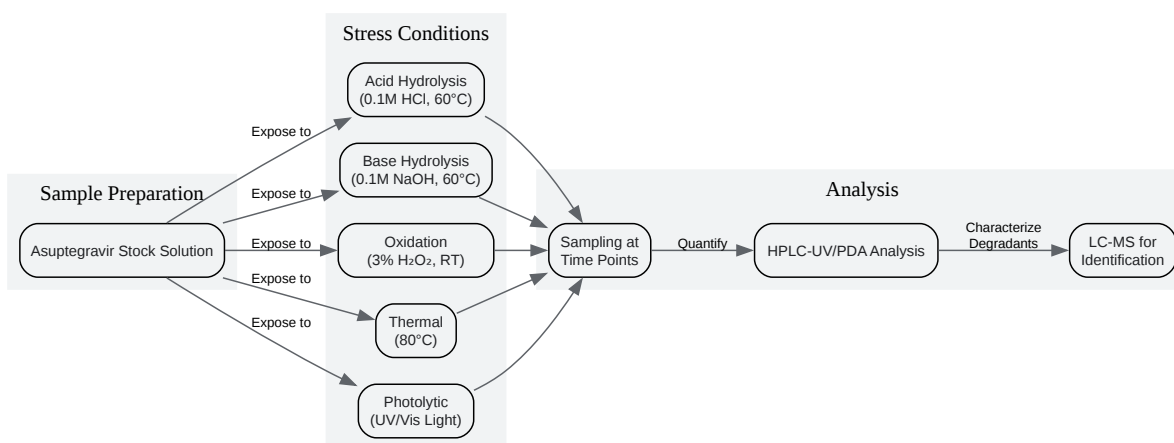 Stress Conditions
Acid Hydrolysis
(0.1M HCl, 60°C)
Expose to
Base Hydrolysis
(0.1M NaOH, 60°C)
Sample Preparation
Expose to
Analysis
Asuptegravir Stock Solution
Expose to
Oxidation
(3% H₂O₂, RT)
Sampling at
Time Points
Quantify
HPLC-UV/PDA Analysis
Characterize
Degradants
LC-MS for
Identification
Expose to
Thermal
(80°C)
Expose to
Photolytic
(UV/Vis Light)